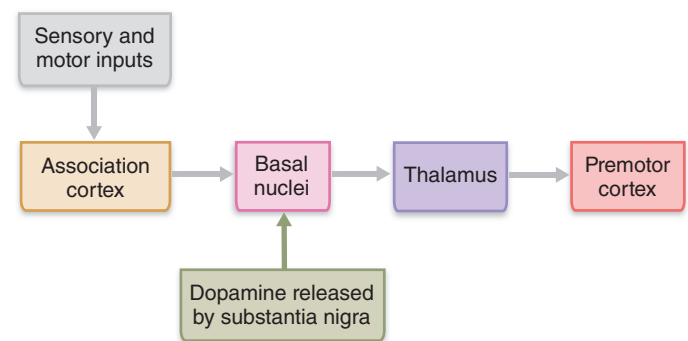 Sensory and
motor inputs
Association
cortex
Basal
nuclei
Thalamus
Premotor
cortex
Dopamine released
by substantia nigra